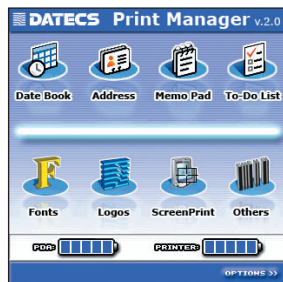 DATECS Print Manager v.2.0
Date Book Address Memo Pad To-Do List
Fonts Logos ScreenPrint Others
PDA: PRINTER:
OPTIONS >>